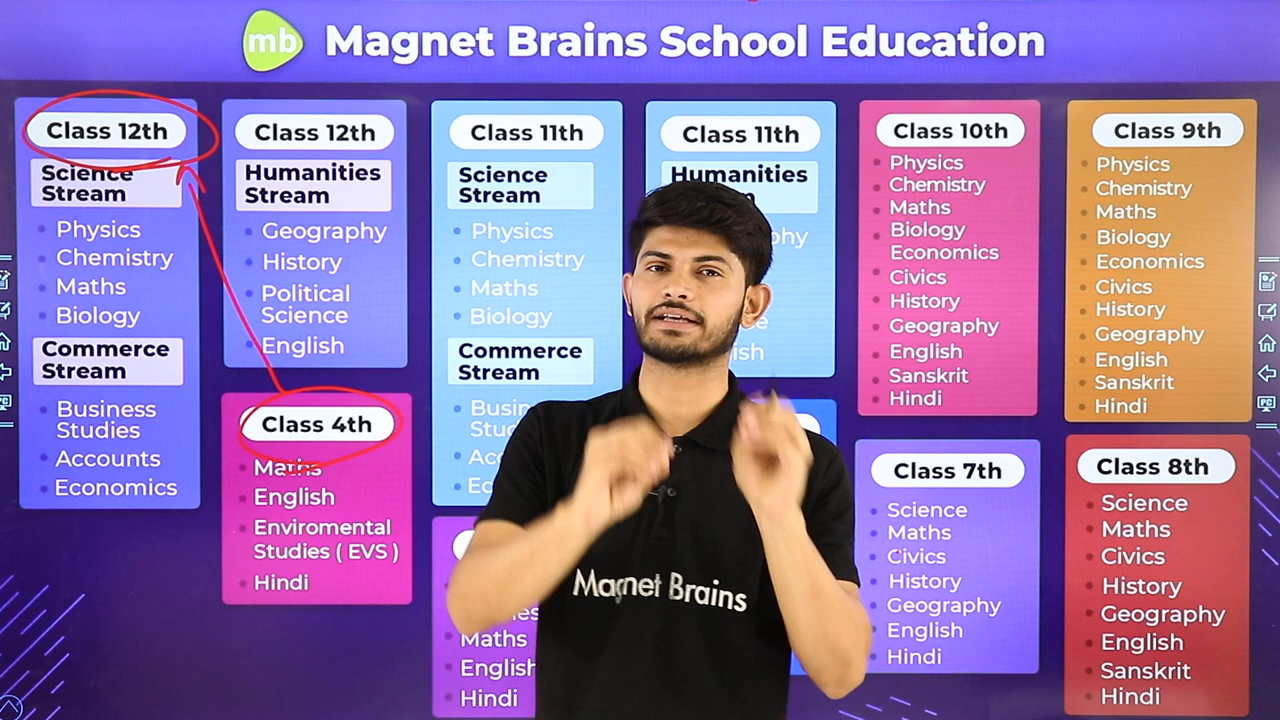 mb Magnet Brains School Education
Class 12th
Science
Stream
Physics
Chemistry
Maths
Biology
Commerce
Stream
Business
Studies
Accounts
Economics
Class 12th
Humanities
Stream
Geography
History
Political
Science
English
Class 4th
Maths
English
Enviromental
Studies ( EVS )
Hindi
Class 11th
Science
Stream
Physics
Chemistry
Maths
Biology
Commerce
Stream
Maths
English
Hindi
Class 11th
Humanities
Class 10th
Physics
Chemistry
Maths
Biology
Economics
Civics
History
Geography
English
Sanskrit
Hindi
Class 7th
Science
Maths
Civics
History
Geography
English
Hindi
Class 9th
Physics
Chemistry
Maths
Biology
Economics
Civics
History
Geography
English
Sanskrit
Hindi
Class 8th
Science
Maths
Civics
History
Geography
English
Sanskrit
Hindi
Magnet Brains
PC
PC